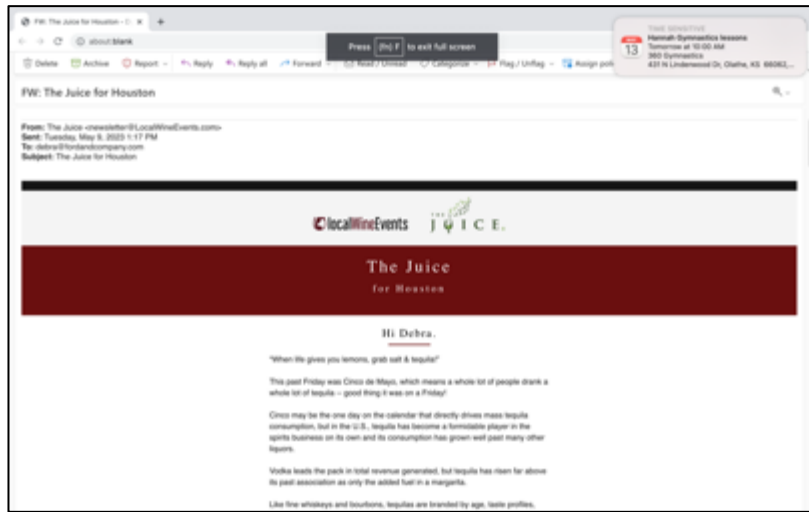 FW: The Juice for Houston - 
about:blank
Press (fn) F to exit full screen
TIME SENSITIVE
Hannah Gymnastics lessons
Tomorrow at 10:00 AM
360 Gymnastics
431 N Lindenwood Dr, Olathe, KS 66062,...
13
Delete Archive Report Reply Reply all Forward Read / Unread Categorize Flag / Unflag Assign
FW: The Juice for Houston
From: The Juice <newsletter@LocalWineEvents.com>
Sent: Tuesday, May 9, 2023 1:17 PM
To: debra@fordandcompany.com
Subject: The Juice for Houston
localWineEvents THE JUICE.
The Juice
for Houston
Hi Debra.
"When life gives you lemons, grab salt & tequila!"
This past Friday was Cinco de Mayo, which means a whole lot of people drank a
whole lot of tequila -- good thing it was on a Friday!
Cinco may be the one day on the calendar that directly drives mass tequila
consumption, but in the U.S., tequila has become a formidable player in the
spirits business on its own and its consumption has grown well past many other
liquors.
Vodka leads the pack in total revenue generated, but tequila has risen far above
its past association as only the added fuel in a margarita.
Like fine whiskeys and bourbons, tequilas are branded by age, taste profiles,